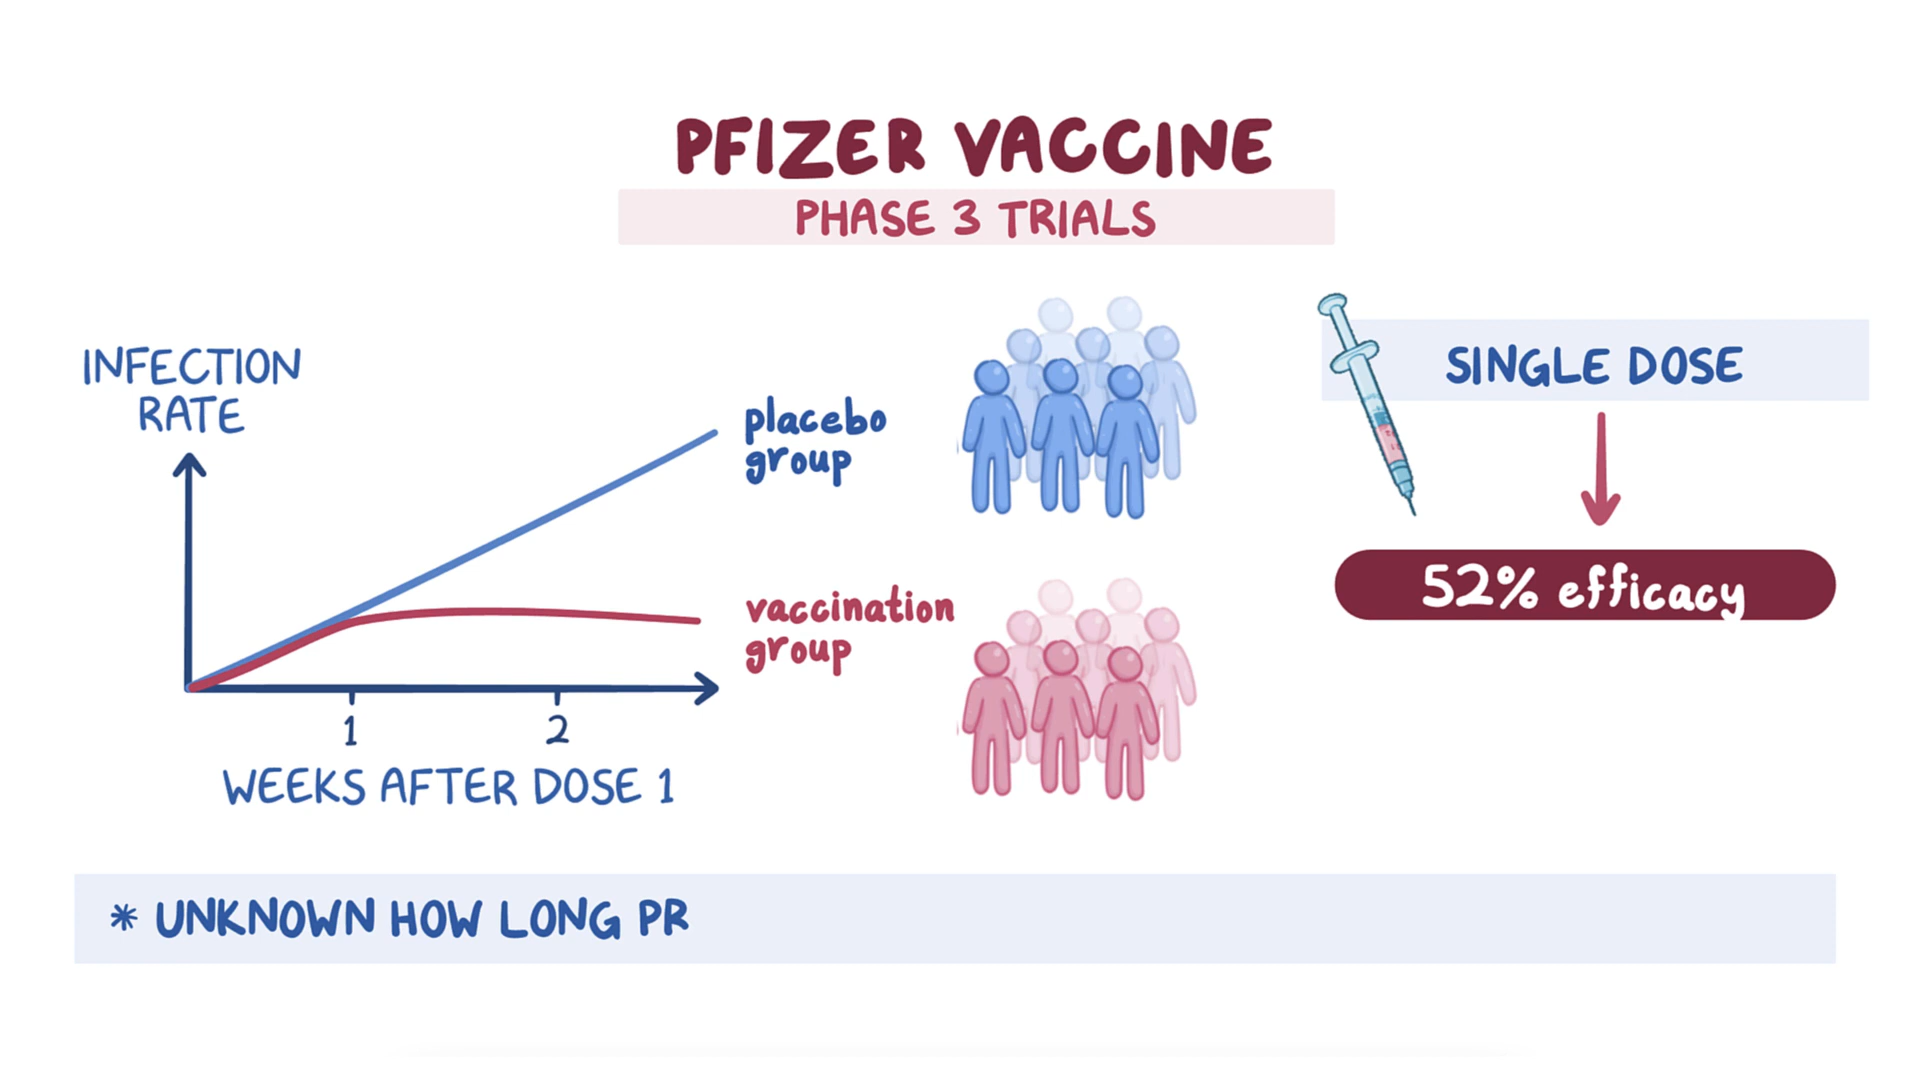 PFIZER VACCINE
PHASE 3 TRIALS
INFECTION
RATE
placebo
group
vaccination
group
1
2
WEEKS AFTER DOSE 1
SINGLE DOSE
52% efficacy
* UNKNOWN HOW LONG PR